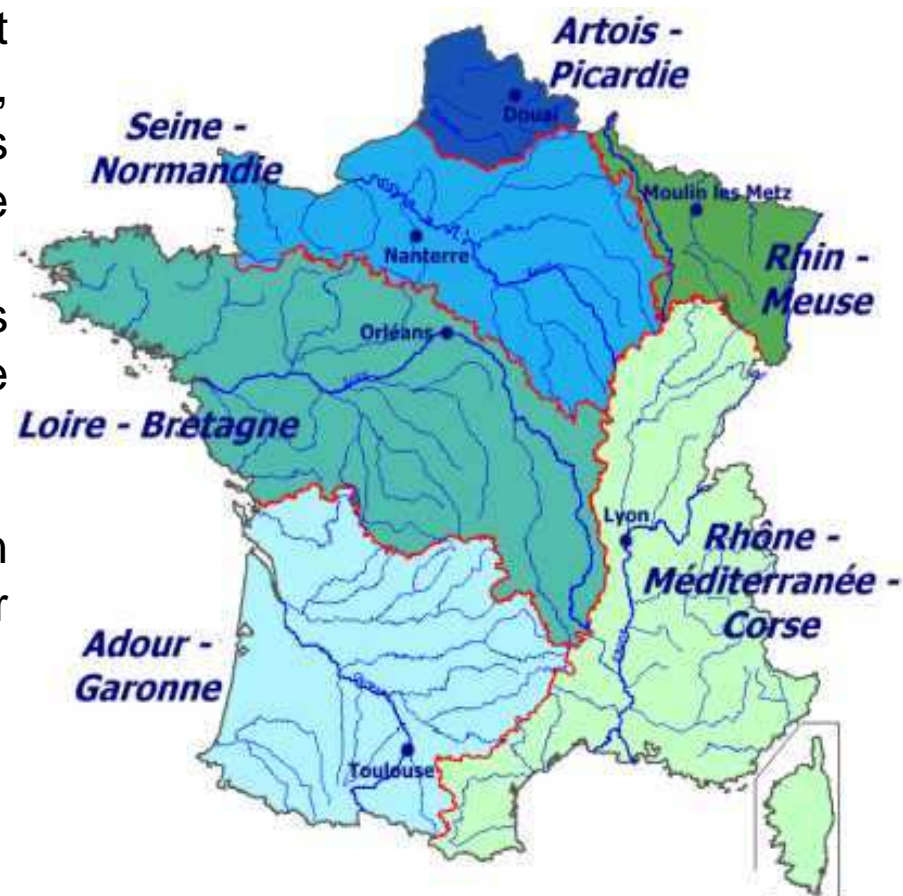 t
,
s
e
s
e
n
r
Artois -
Picardie
Douai
Seine -
Normandie
Moulin les Metz
Nanterre
Rhin -
Meuse
Orléans
Loire - Bretagne
Lyon
Rhône -
Méditerranée -
Corse
Adour -
Garonne
Toulouse